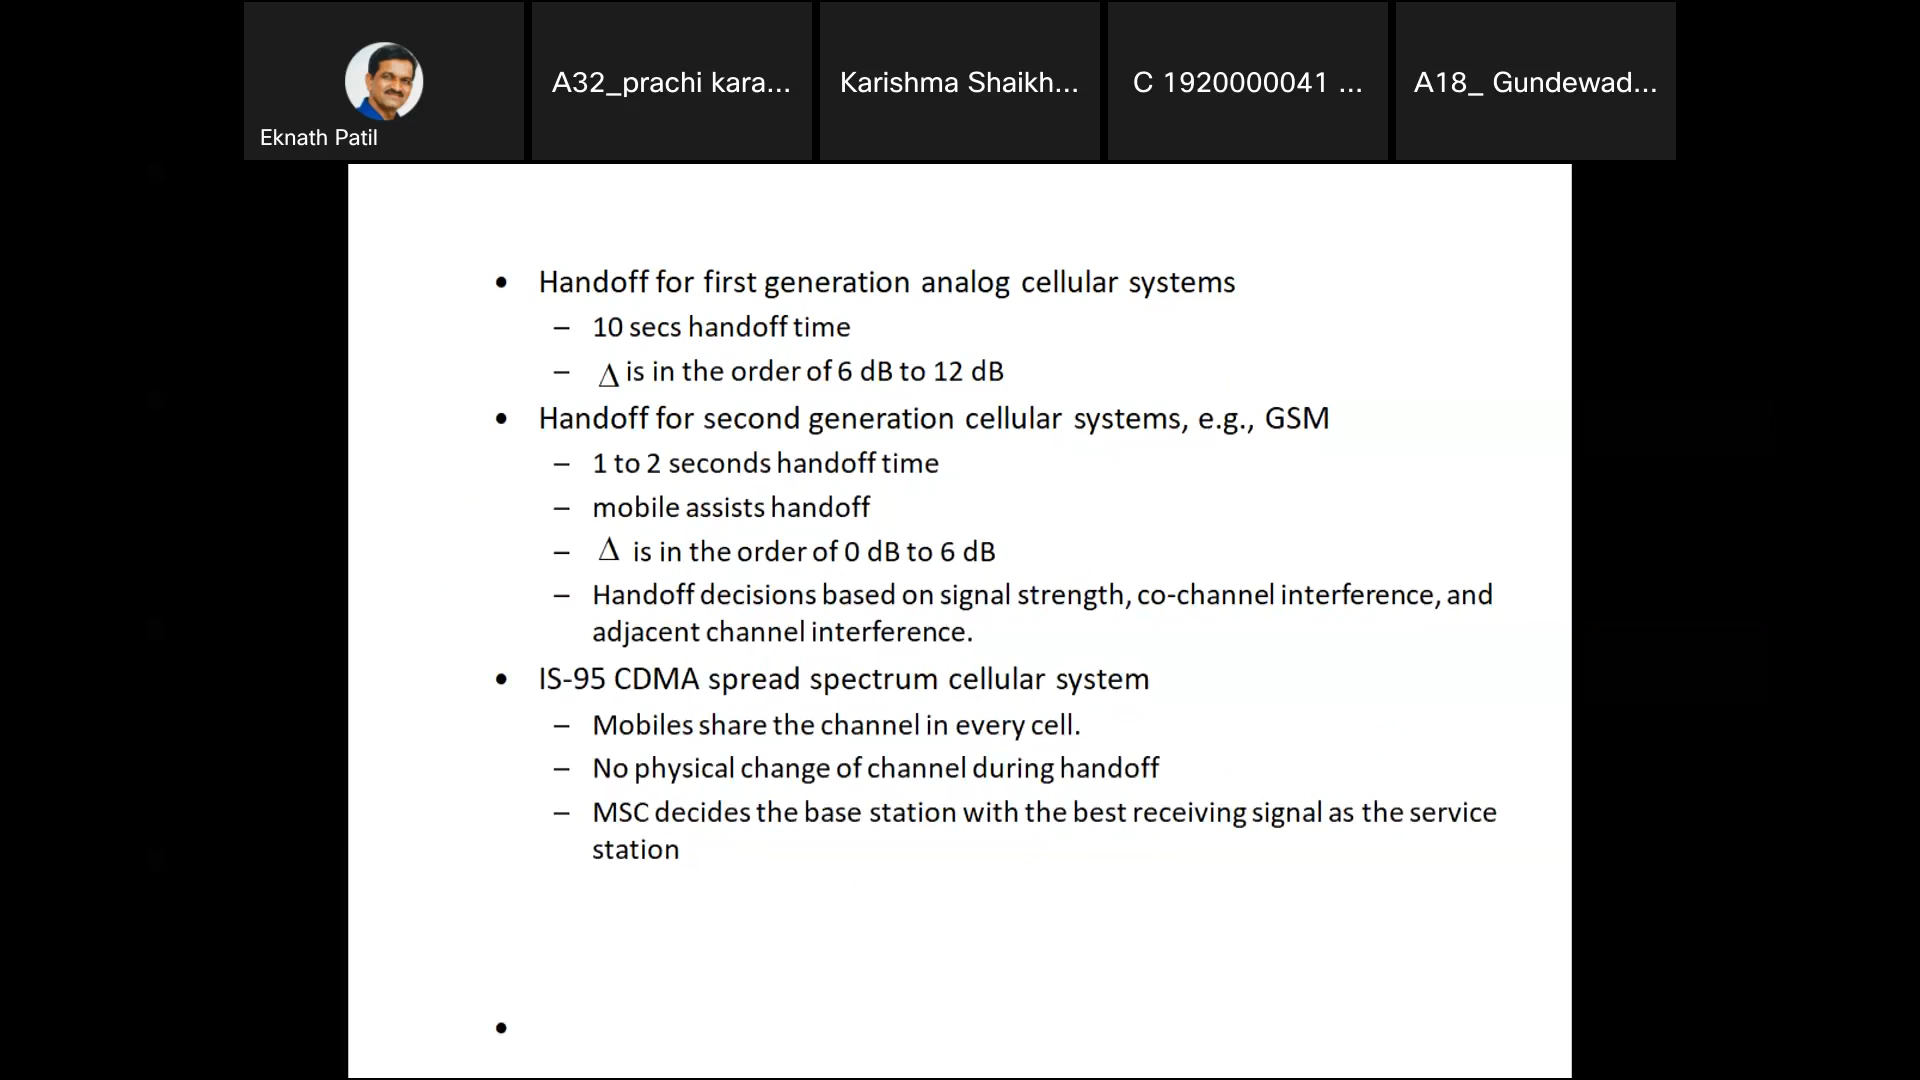 A32_prachi kara...
Karishma Shaikh...
C 1920000041 ...
A18_ Gundewad...
Eknath Patil
• Handoff for first generation analog cellular systems
– 10 secs handoff time
– Δ is in the order of 6 dB to 12 dB
• Handoff for second generation cellular systems, e.g., GSM
– 1 to 2 seconds handoff time
– mobile assists handoff
– Δ is in the order of 0 dB to 6 dB
– Handoff decisions based on signal strength, co-channel interference, and
adjacent channel interference.
• IS-95 CDMA spread spectrum cellular system
– Mobiles share the channel in every cell.
– No physical change of channel during handoff
– MSC decides the base station with the best receiving signal as the service
station
•